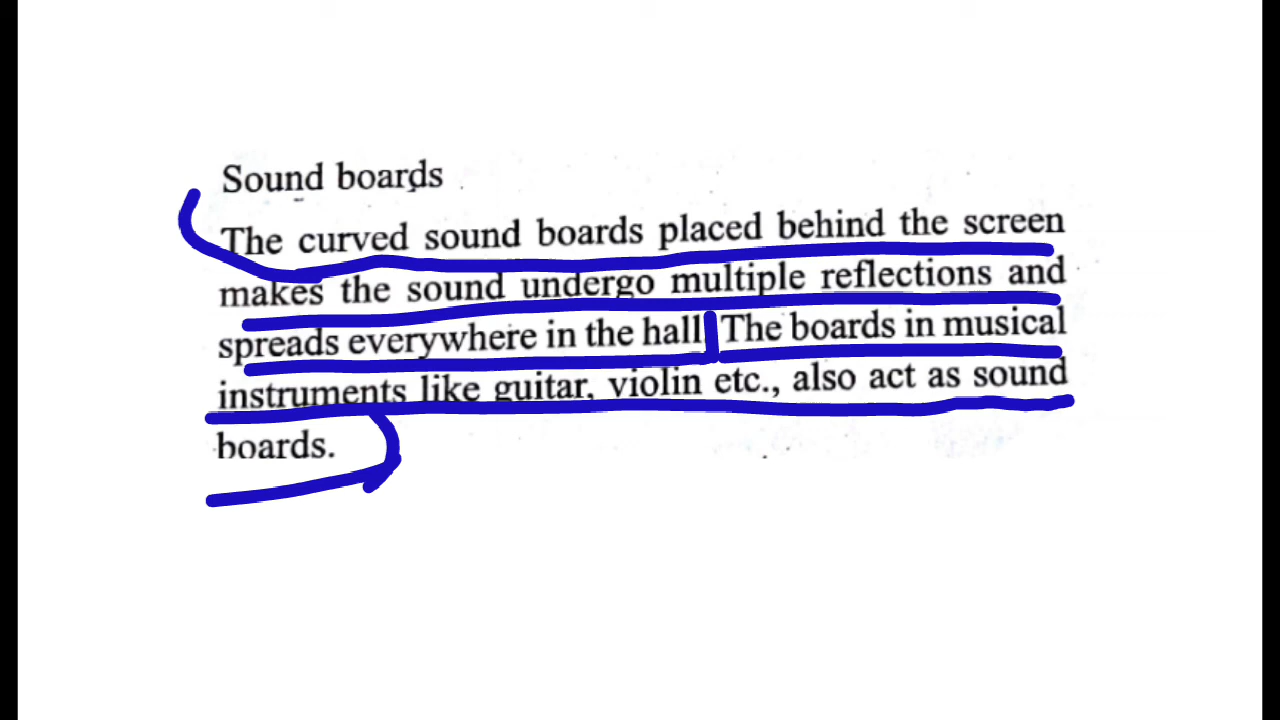 Sound boards
The curved sound boards placed behind the screen
makes the sound undergo multiple reflections and
spreads everywhere in the hall. The boards in musical
instruments like guitar, violin etc., also act as sound
boards.